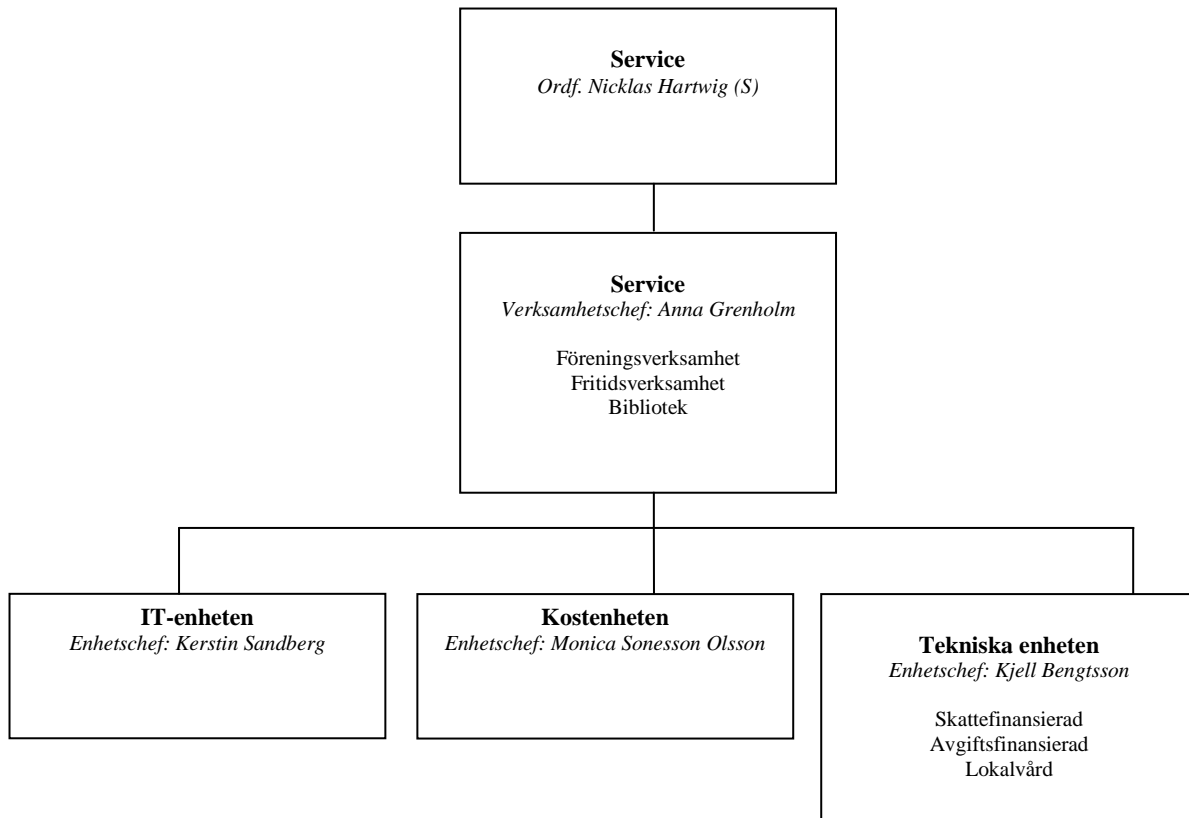 Service
Ordf. Nicklas Hartwig (S)
Service
Verksamhetschef: Anna Grenholm
Föreningsverksamhet
Fritidsverksamhet
Bibliotek
IT-enheten
Enhetschef: Kerstin Sandberg
Kostenheten
Enhetschef: Monica Sonesson Olsson
Tekniska enheten
Enhetschef: Kjell Bengtsson
Skattefinansierad
Avgiftsfinansierad
Lokalvård